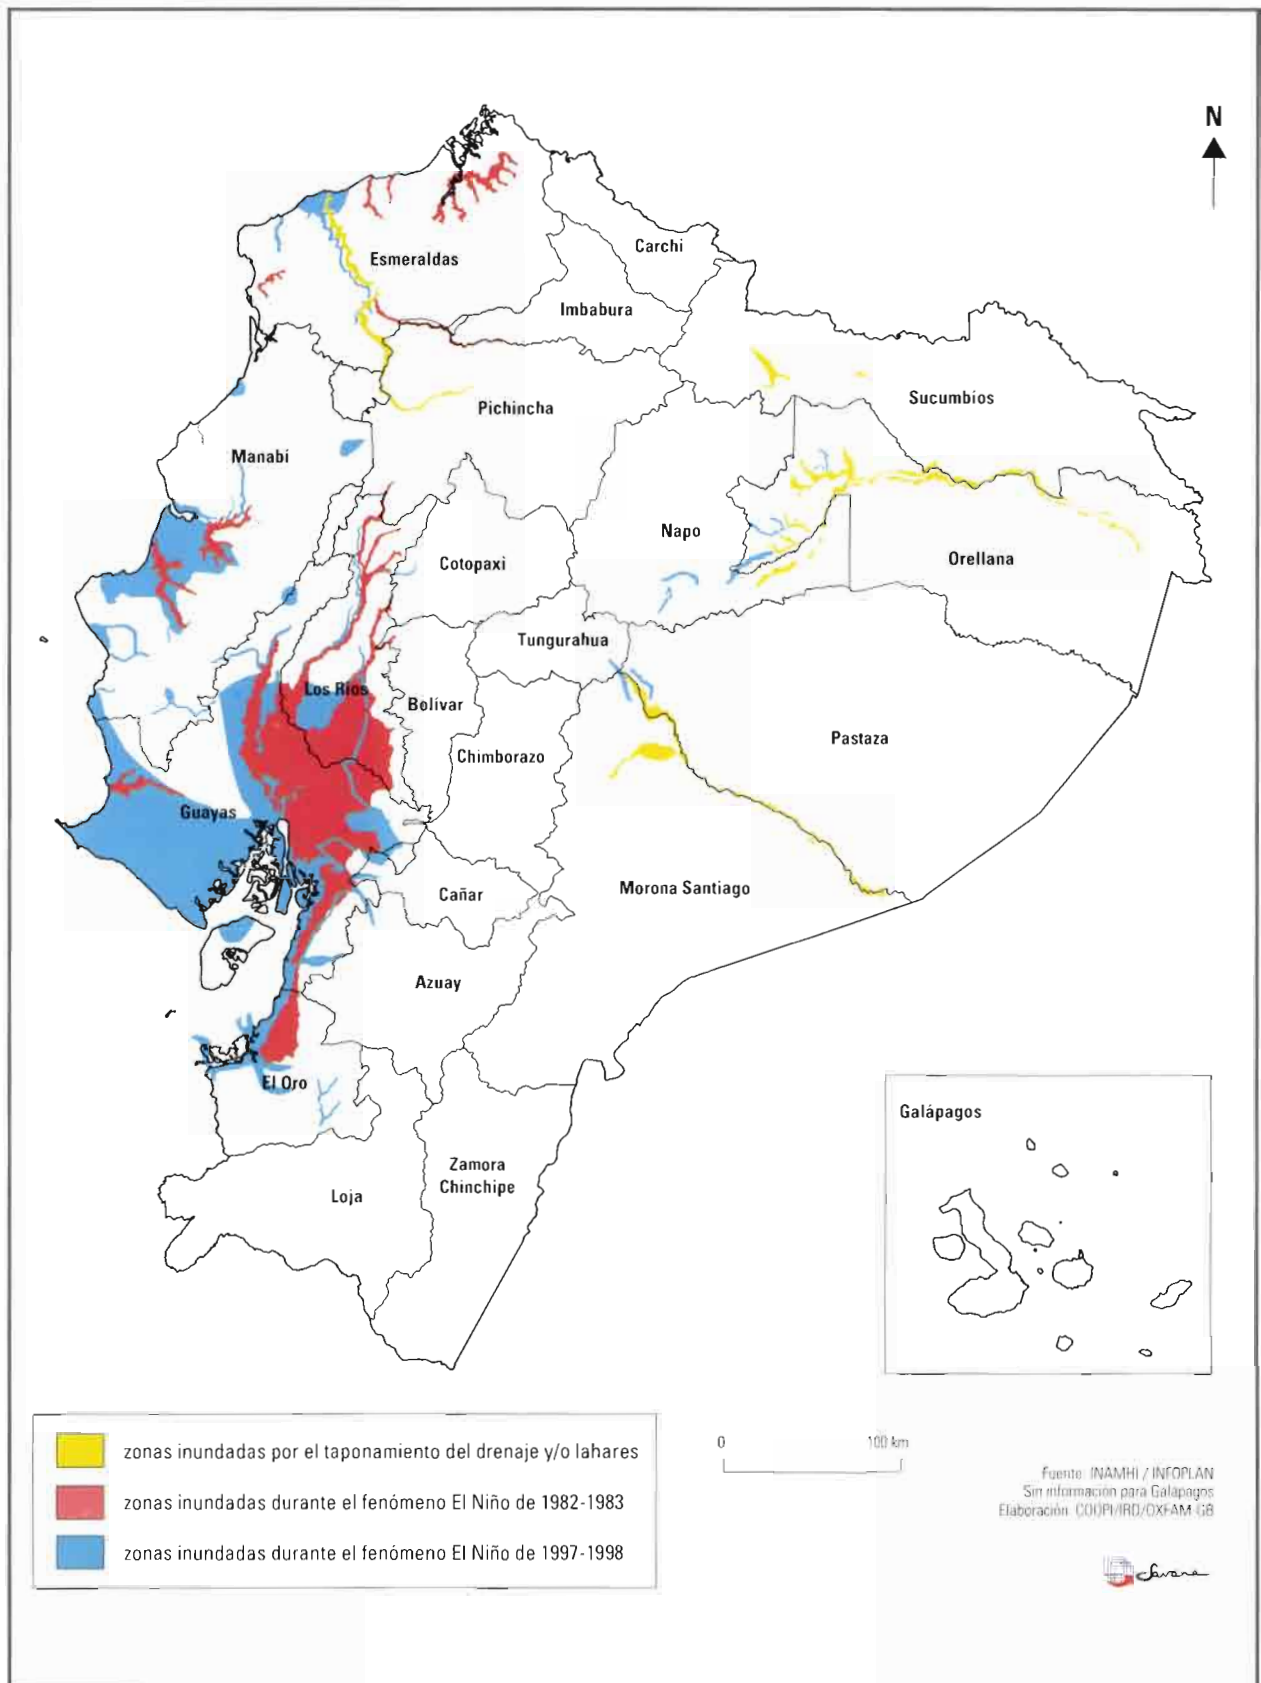 N
Carchi
Esmeraldas
Imbabura
Sucumbios
Pichincha
Manabí
Napo
Orellana
Cotopaxi
Tungurahua
Los Ríos
Bolívar
Pastaza
Chimborazo
Guayas
Morona Santiago
Cañar
Azuay
El Oro
Galápagos
Zamora
Chinchipe
Loja
zonas inundadas por el taponamiento del drenaje y/o lahares
zonas inundadas durante el fenómeno El Niño de 1982-1983
zonas inundadas durante el fenómeno El Niño de 1997-1998
0 100 km
Fuente: INAMHI / INFOPLAN
Sin información para Galápagos
Elaboración: COOPI/IRD/OXFAM-GB
Savane